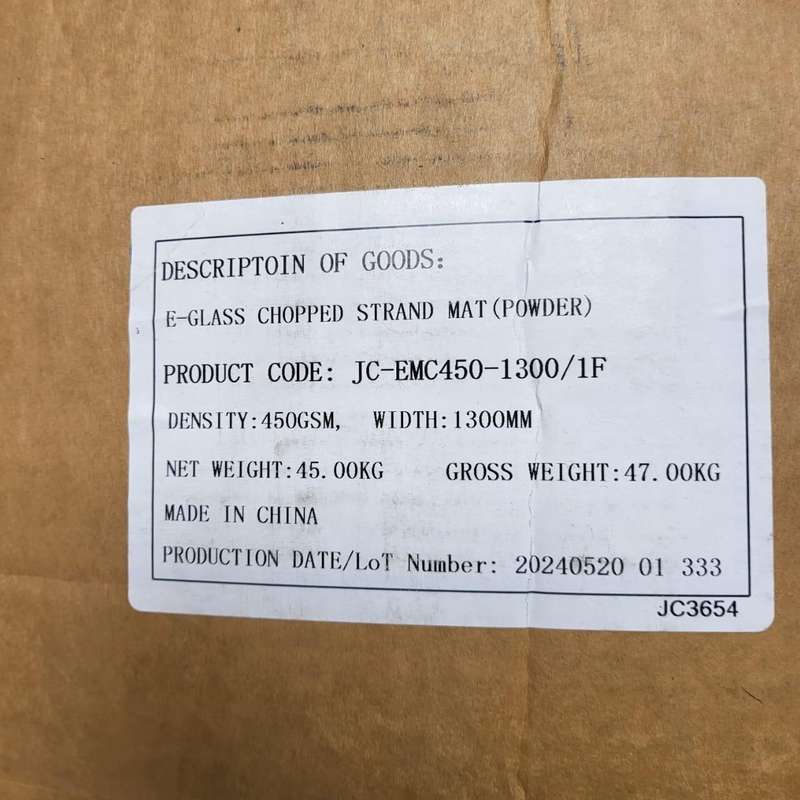 DESCRIPTOIN OF GOODS:
E-GLASS CHOPPED STRAND MAT(POWDER)
PRODUCT CODE: JC-EMC450-1300/1F
DENSITY:450GSM, WIDTH:1300MM
NET WEIGHT:45.00KG GROSS WEIGHT:47.00KG
MADE IN CHINA
PRODUCTION DATE/LoT Number: 20240520 01 333
JC3654